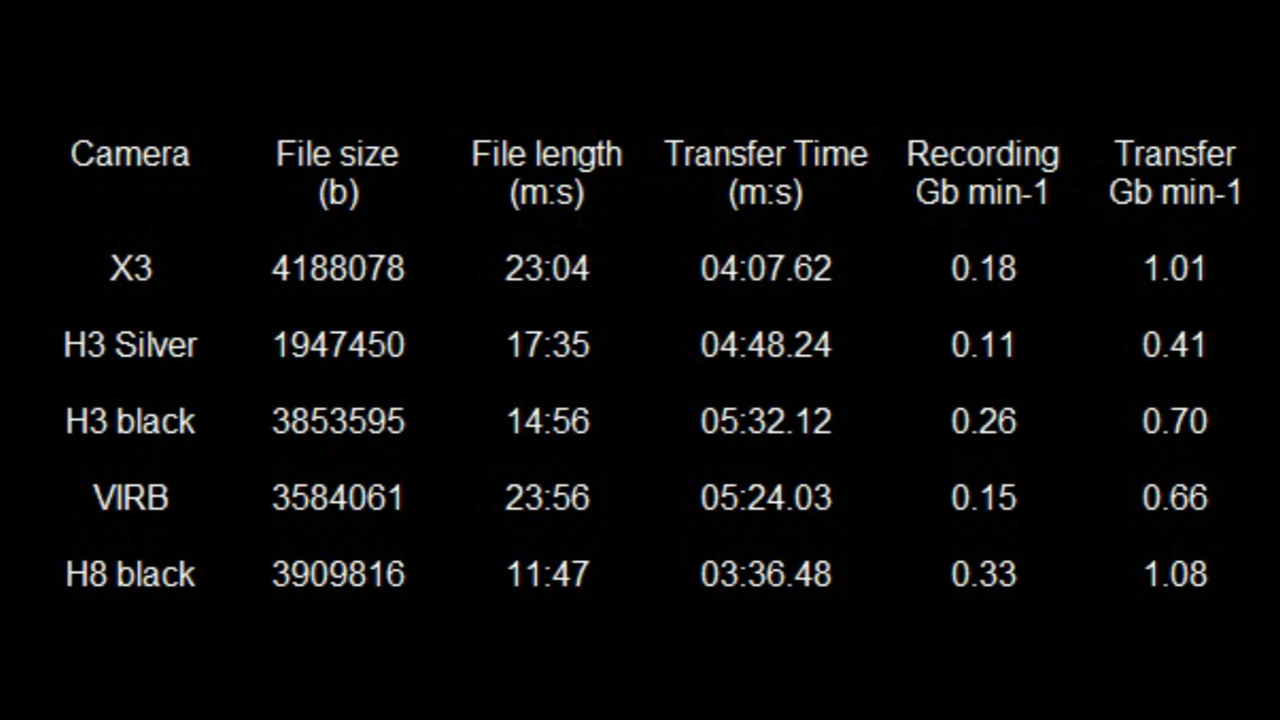 Camera File size File length Transfer Time Recording Transfer
(b) (m:s) (m:s) Gb min-1 Gb min-1
X3 4188078 23:04 04:07.62 0.18 1.01
H3 Silver 1947450 17:35 04:48.24 0.11 0.41
H3 black 3853595 14:56 05:32.12 0.26 0.70
VIRB 3584061 23:56 05:24.03 0.15 0.66
H8 black 3909816 11:47 03:36.48 0.33 1.08